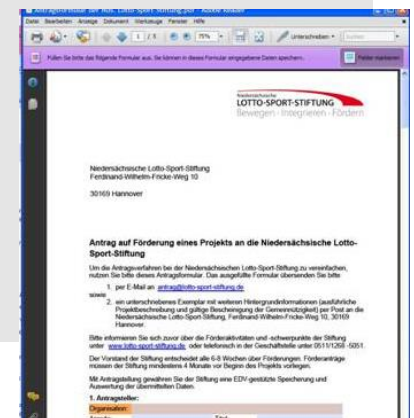 Antragsformular der Nds. Lotto-Sport-Stiftung.pdf - Adobe Reader
Datei Bearbeiten Anzeige Dokument Werkzeuge Fenster Hilfe
1 / 1 75% Unterschreiben
Füllen Sie bitte das folgende Formular aus. Sie können in dieses Formular eingegebene Daten speichern. Felder markieren
Niedersächsische
LOTTO-SPORT-STIFTUNG
Bewegen - Integrieren - Fördern
Niedersächsische Lotto-Sport-Stiftung
Ferdinand-Wilhelm-Fricke-Weg 10
30169 Hannover
Antrag auf Förderung eines Projekts an die Niedersächsische Lotto-
Sport-Stiftung
Um die Antragsverfahren bei der Niedersächsischen Lotto-Sport-Stiftung zu vereinfachen,
nutzen Sie bitte dieses Antragsformular. Das ausgefüllte Formular übersenden Sie bitte
1. per E-Mail an antrag@lotto-sport-stiftung.de
sowie
2. ein unterschriebenes Exemplar mit weiteren Hintergrundinformationen (ausführliche
Projektbeschreibung und gültige Bescheinigung der Gemeinnützigkeit) per Post an die
Niedersächsische Lotto-Sport-Stiftung, Ferdinand-Wilhelm-Fricke-Weg 10, 30169
Hannover.
Bitte informieren Sie sich zuvor über die Förderaktivitäten und -schwerpunkte der Stiftung
unter www.lotto-sport-stiftung.de oder telefonisch in der Geschäftsstelle unter 0511/1268 -5051.
Der Vorstand der Stiftung entscheidet alle 6-8 Wochen über Förderungen. Förderanträge
müssen der Stiftung mindestens 4 Monate vor Beginn des Projekts vorliegen.
Mit Antragstellung gewähren Sie der Stiftung eine EDV-gestützte Speicherung und
Auswertung der übermittelten Daten.
1. Antragsteller:
Organisation: